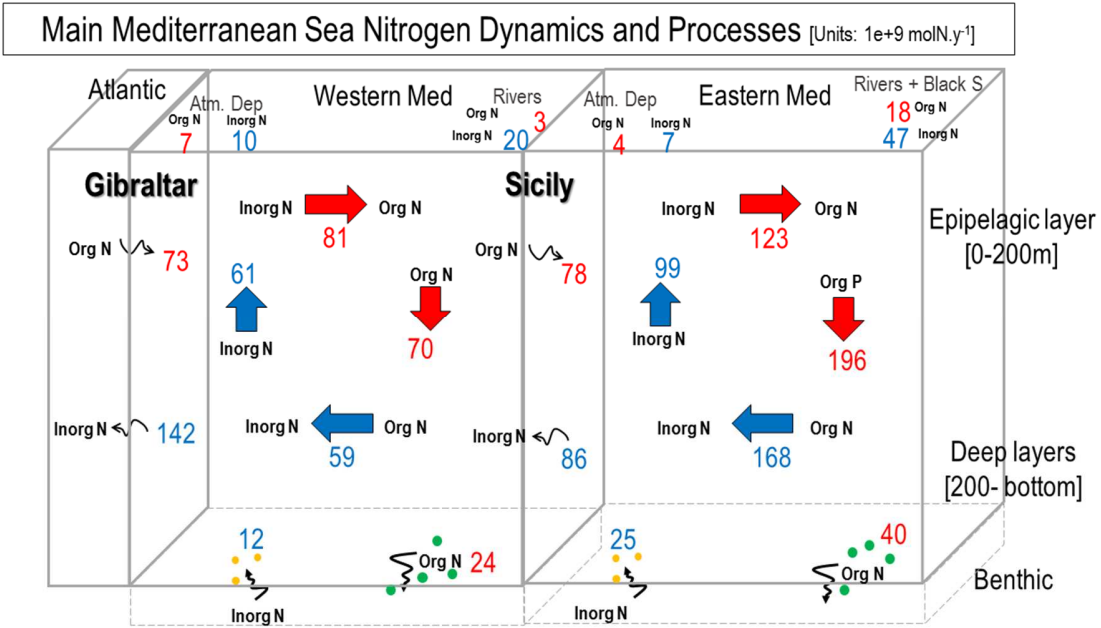 Main Mediterranean Sea Nitrogen Dynamics and Processes [Units: 1e+9 molN.y⁻¹]
Atlantic
Atm. Dep
Org N Inorg N
7 10
Western Med
Rivers
Org N 3
Inorg N 20
Atm. Dep
Org N Inorg N
4 7
Eastern Med
Rivers + Black S
18 Org N
47 Inorg N
Gibraltar
Sicily
Inorg N Org N
81
Inorg N Org N
123
Epipelagic layer
[0-200m]
Org N 73
61
Inorg N
Org N
70
Org N 78
99
Inorg N
Org P
196
Inorg N 142
Inorg N Org N
59
Inorg N 86
Inorg N Org N
168
Deep layers
[200- bottom]
12
Inorg N
Org N 24
25
Inorg N
40
Org N
Benthic